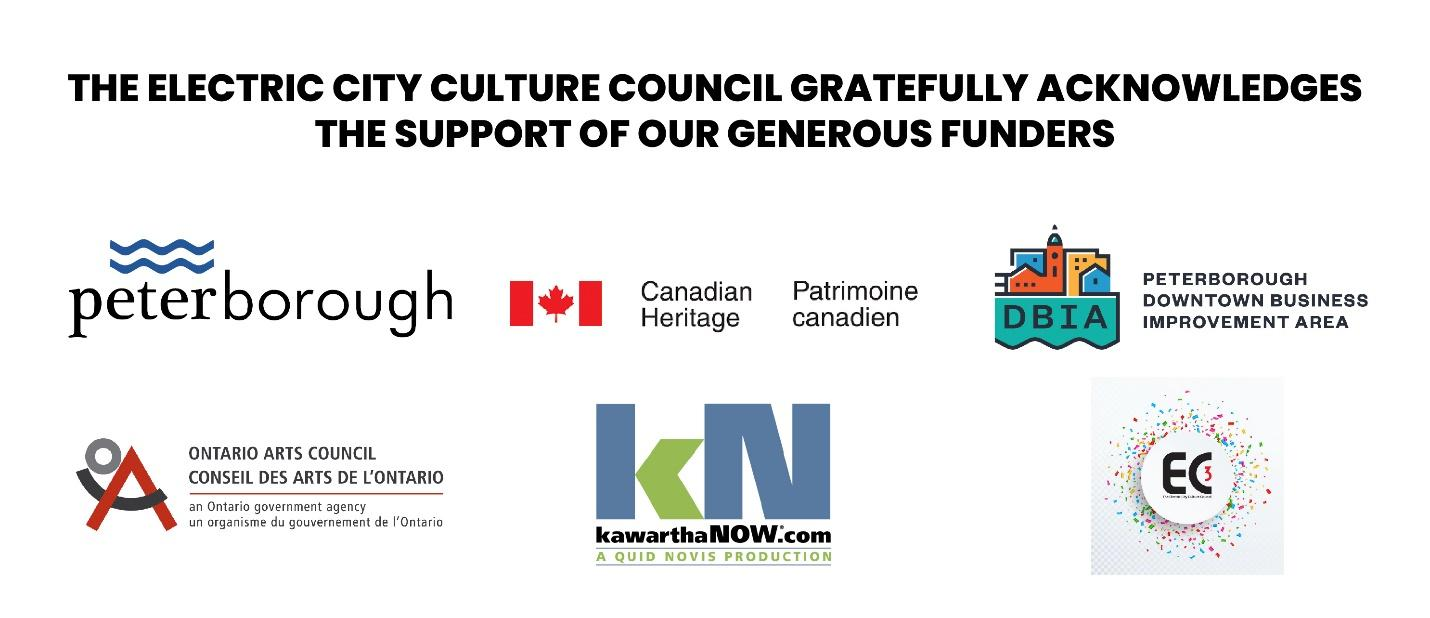 THE ELECTRIC CITY CULTURE COUNCIL GRATEFULLY ACKNOWLEDGES
THE SUPPORT OF OUR GENEROUS FUNDERS
peterborough
Canadian
Heritage
Patrimoine
canadien
DBIA
PETERBOROUGH
DOWNTOWN BUSINESS
IMPROVEMENT AREA
ONTARIO ARTS COUNCIL
CONSEIL DES ARTS DE L'ONTARIO
an Ontario government agency
un organisme du gouvernement de l'Ontario
kN
kawarthaNOW.com
A QUID NOVIS PRODUCTION
EC3